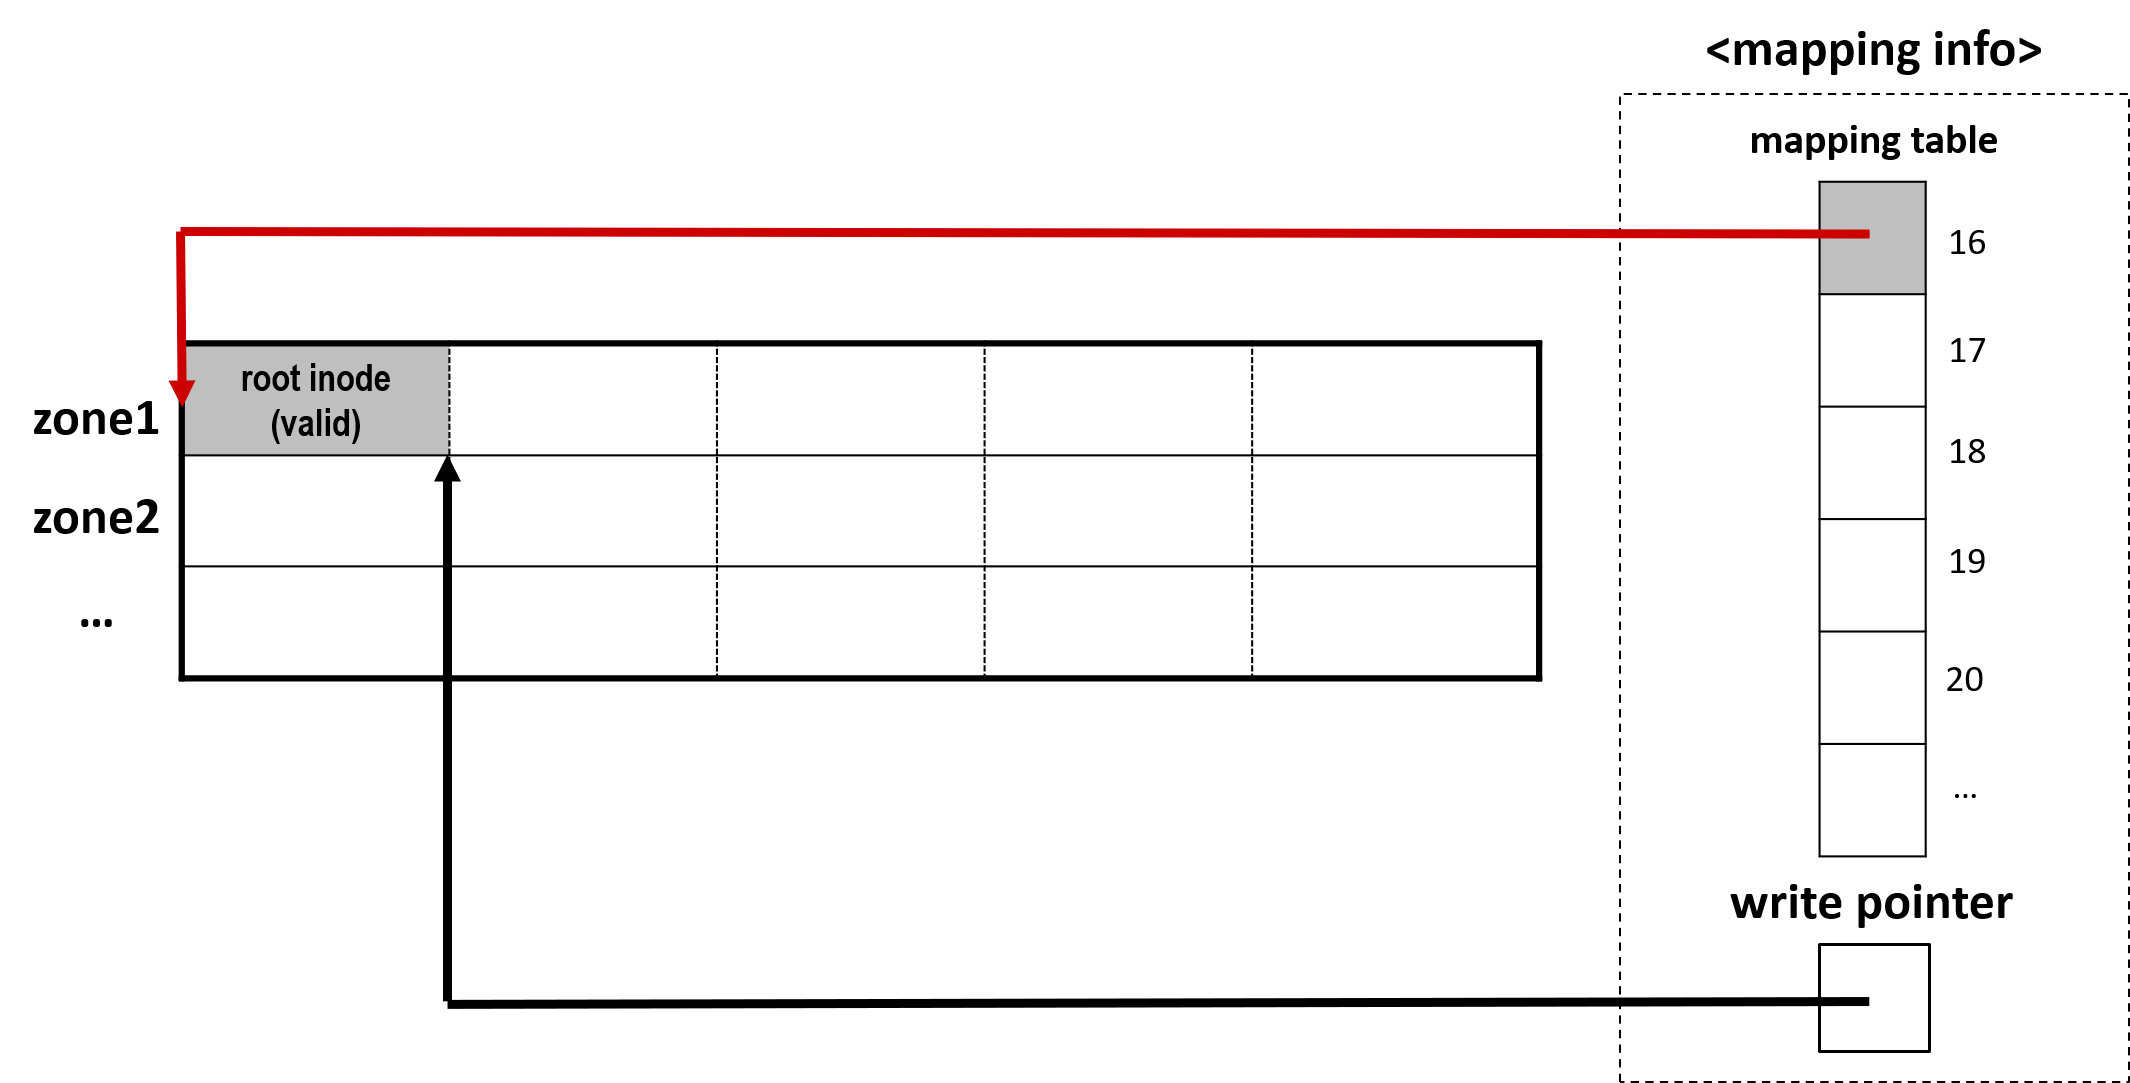 <mapping info>
mapping table
16
17
18
19
20
...
root inode
(valid)
zone1
zone2
...
write pointer